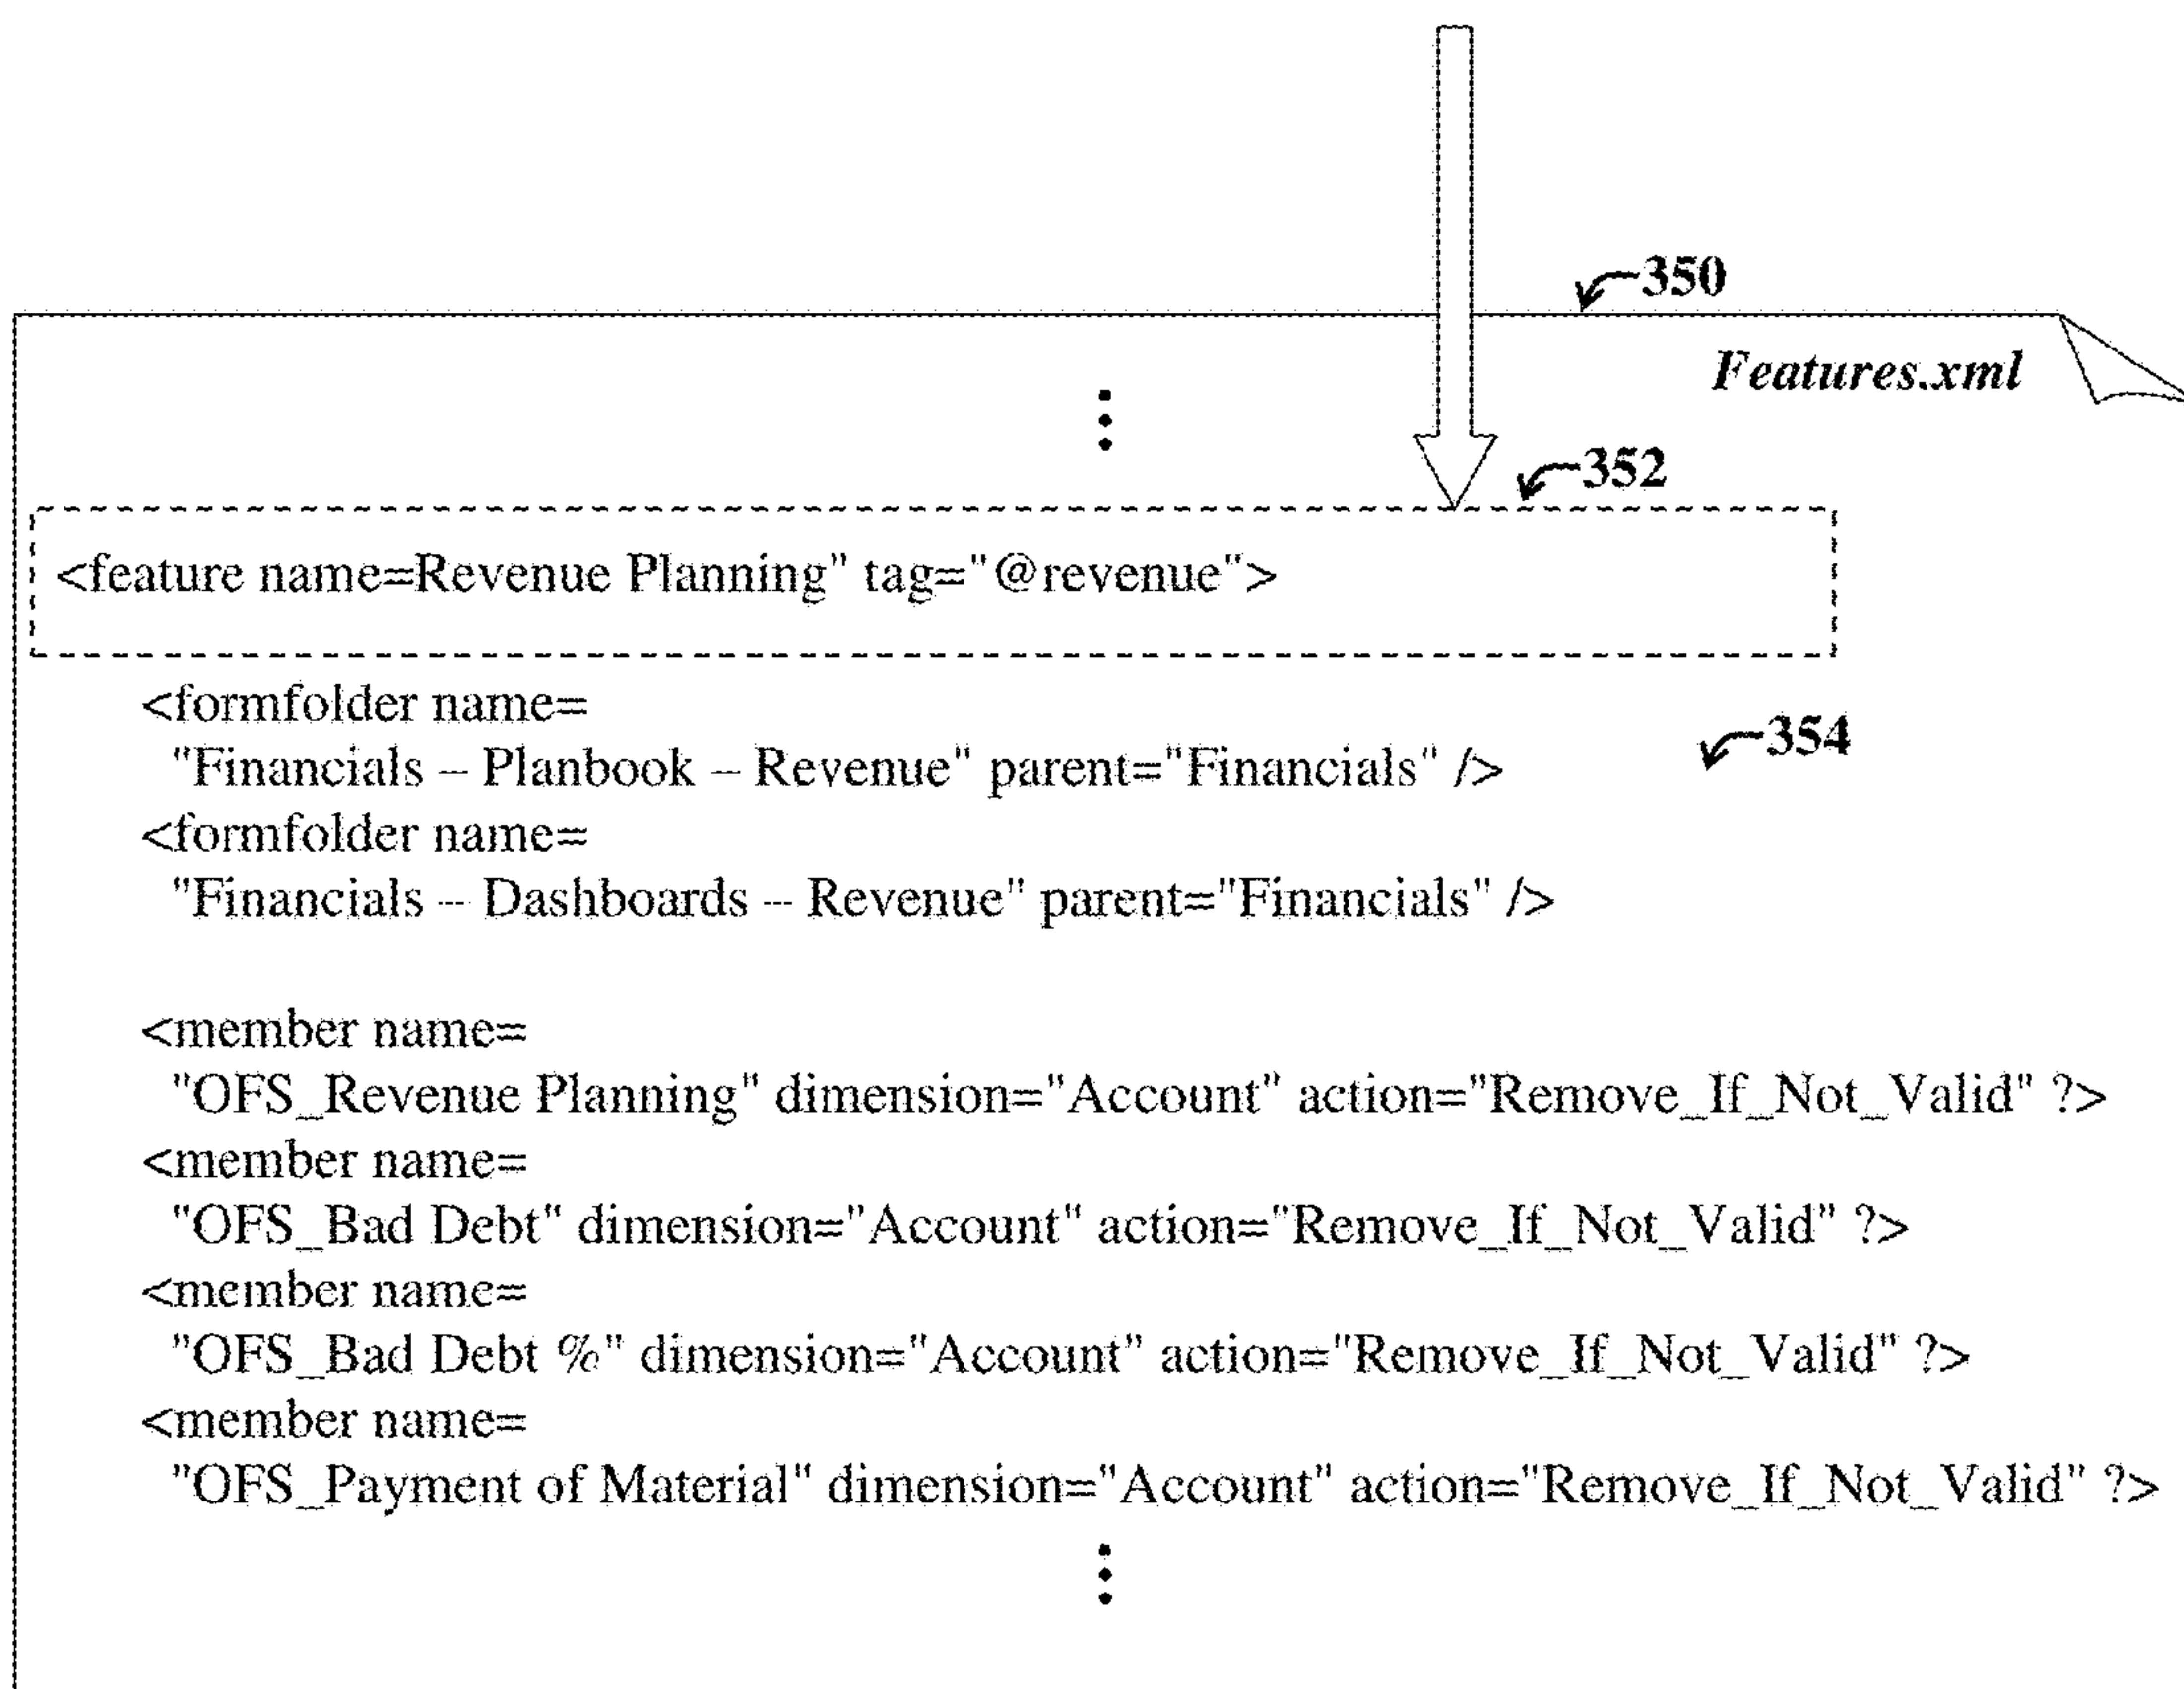 350
Features.xml
352
<feature name=Revenue Planning" tag="@revenue">
<formfolder name=
"Financials – Planbook – Revenue" parent="Financials" />
354
<formfolder name=
"Financials – Dashboards – Revenue" parent="Financials" />
<member name=
"OFS_Revenue Planning" dimension="Account" action="Remove_If_Not_Valid" ?>
<member name=
"OFS_Bad Debt" dimension="Account" action="Remove_If_Not_Valid" ?>
<member name=
"OFS_Bad Debt %" dimension="Account" action="Remove_If_Not_Valid" ?>
<member name=
"OFS_Payment of Material" dimension="Account" action="Remove_If_Not_Valid" ?>